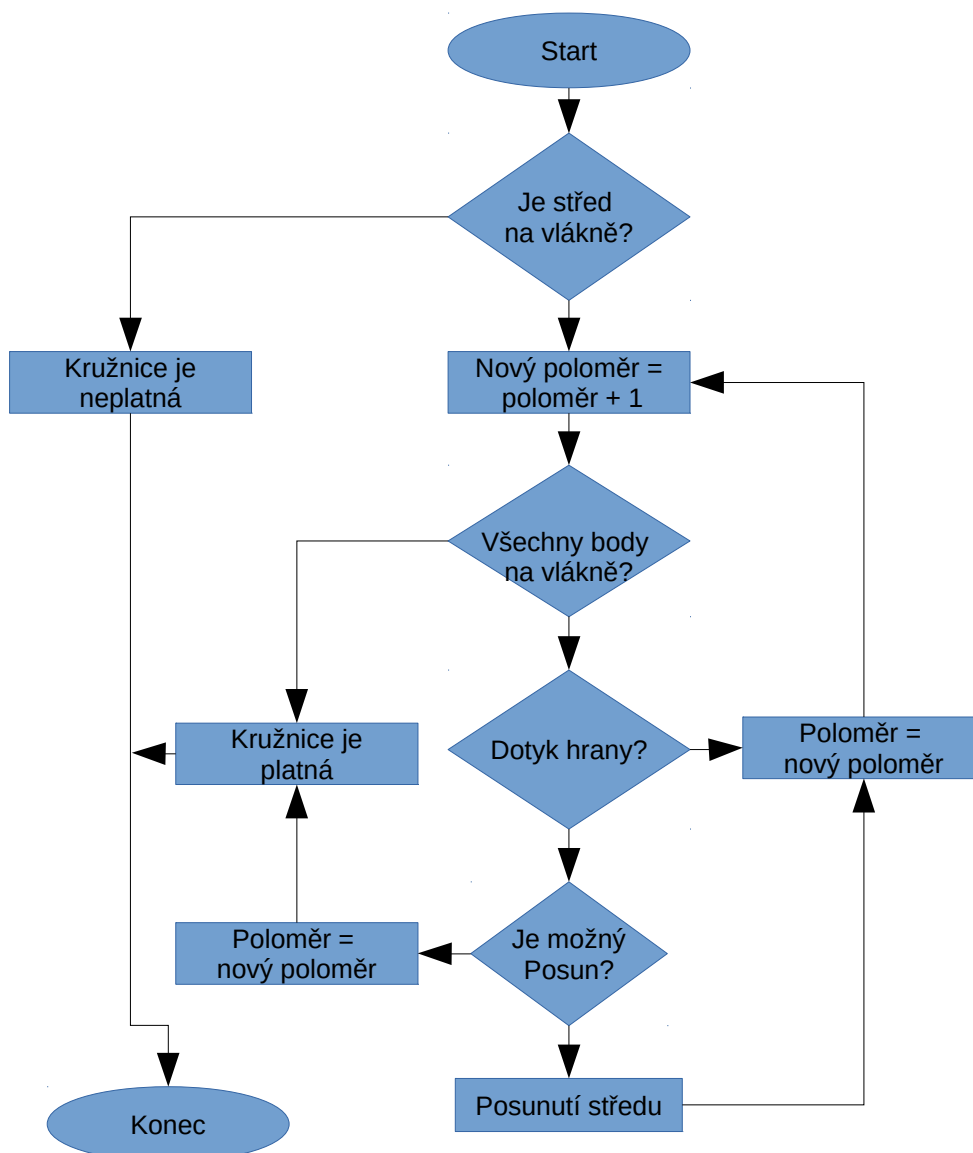 Start
Je střed
na vlákně?
Kružnice je
neplatná
Nový poloměr =
poloměr + 1
Všechny body
na vlákně?
Kružnice je
platná
Dotyk hrany?
Poloměr =
nový poloměr
Poloměr =
nový poloměr
Je možný
Posun?
Posunutí středu
Konec